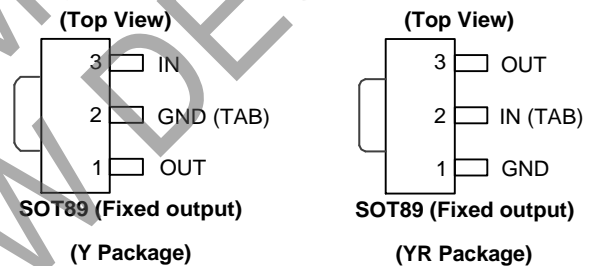 (Top View)
3 IN
2 GND (TAB)
1 OUT
SOT89 (Fixed output)
(Y Package)
(Top View)
3 OUT
2 IN (TAB)
1 GND
SOT89 (Fixed output)
(YR Package)